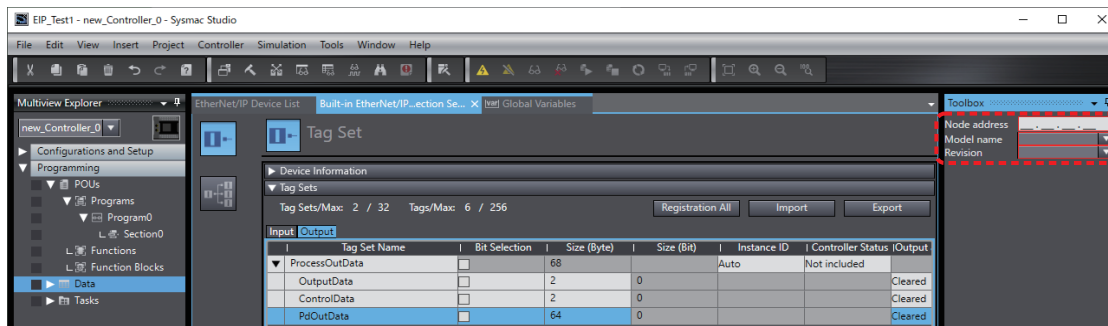 EIP_Test1 - new_Controller_0 - Sysmac Studio
File Edit View Insert Project Controller Simulation Tools Window Help
Multiview Explorer
new_Controller_0
Configurations and Setup
Programming
POUs
Programs
Program0
Section0
Functions
Function Blocks
Data
Tasks
EtherNet/IP Device List Built-in EtherNet/IP...ection Se... Global Variables
Tag Set
Device Information
Tag Sets
Tag Sets/Max: 2 / 32 Tags/Max: 6 / 256 Registration All Import Export
Input Output
Tag Set Name Bit Selection Size (Byte) Size (Bit) Instance ID Controller Status Output
ProcessOutData 68 Auto Not included
OutputData 2 0 Cleared
ControlData 2 0 Cleared
PdOutData 64 0 Cleared
Toolbox
Node address __.__.__.__
Model name
Revision